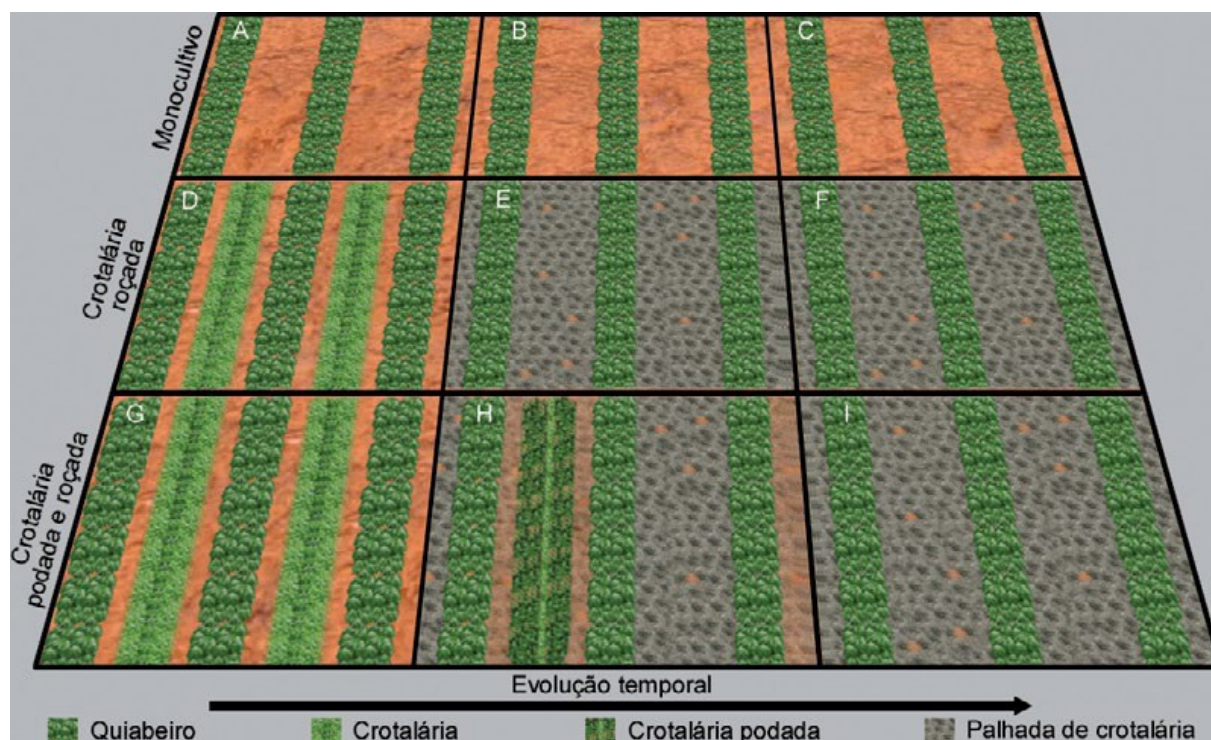 Monocultivo
A
B
C
Crotalária
roçada
D
E
F
Crotalária
podada e roçada
G
H
I
Evolução temporal
Quiabeiro
Crotalária
Crotalária podada
Palhada de crotalária